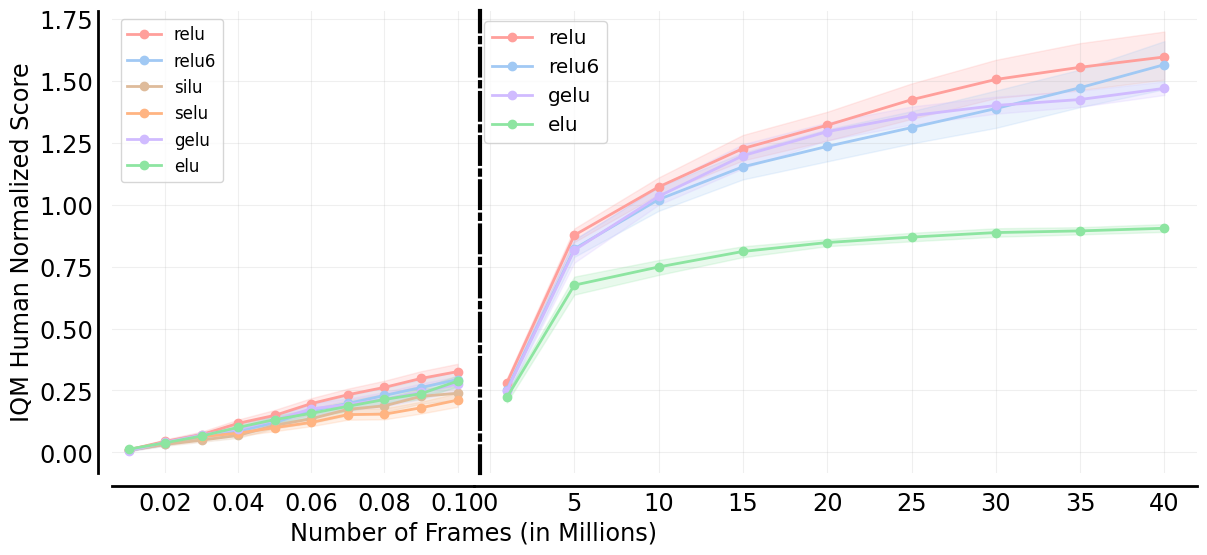 1.75
1.50
1.25
1.00
0.75
0.50
0.25
0.00
IQM Human Normalized Score
relu
relu6
silu
selu
gelu
elu
relu
relu6
gelu
elu
0.02 0.04 0.06 0.08 0.10 0 5 10 15 20 25 30 35 40
Number of Frames (in Millions)